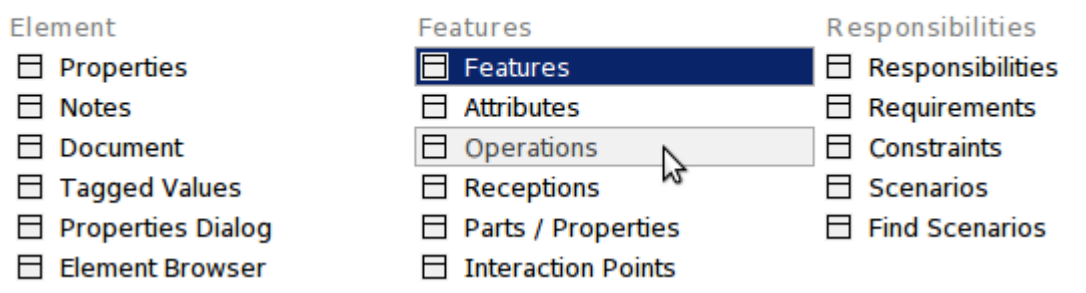 Element
Properties
Notes
Document
Tagged Values
Properties Dialog
Element Browser
Features
Features
Attributes
Operations
Receptions
Parts / Properties
Interaction Points
Responsibilities
Responsibilities
Requirements
Constraints
Scenarios
Find Scenarios